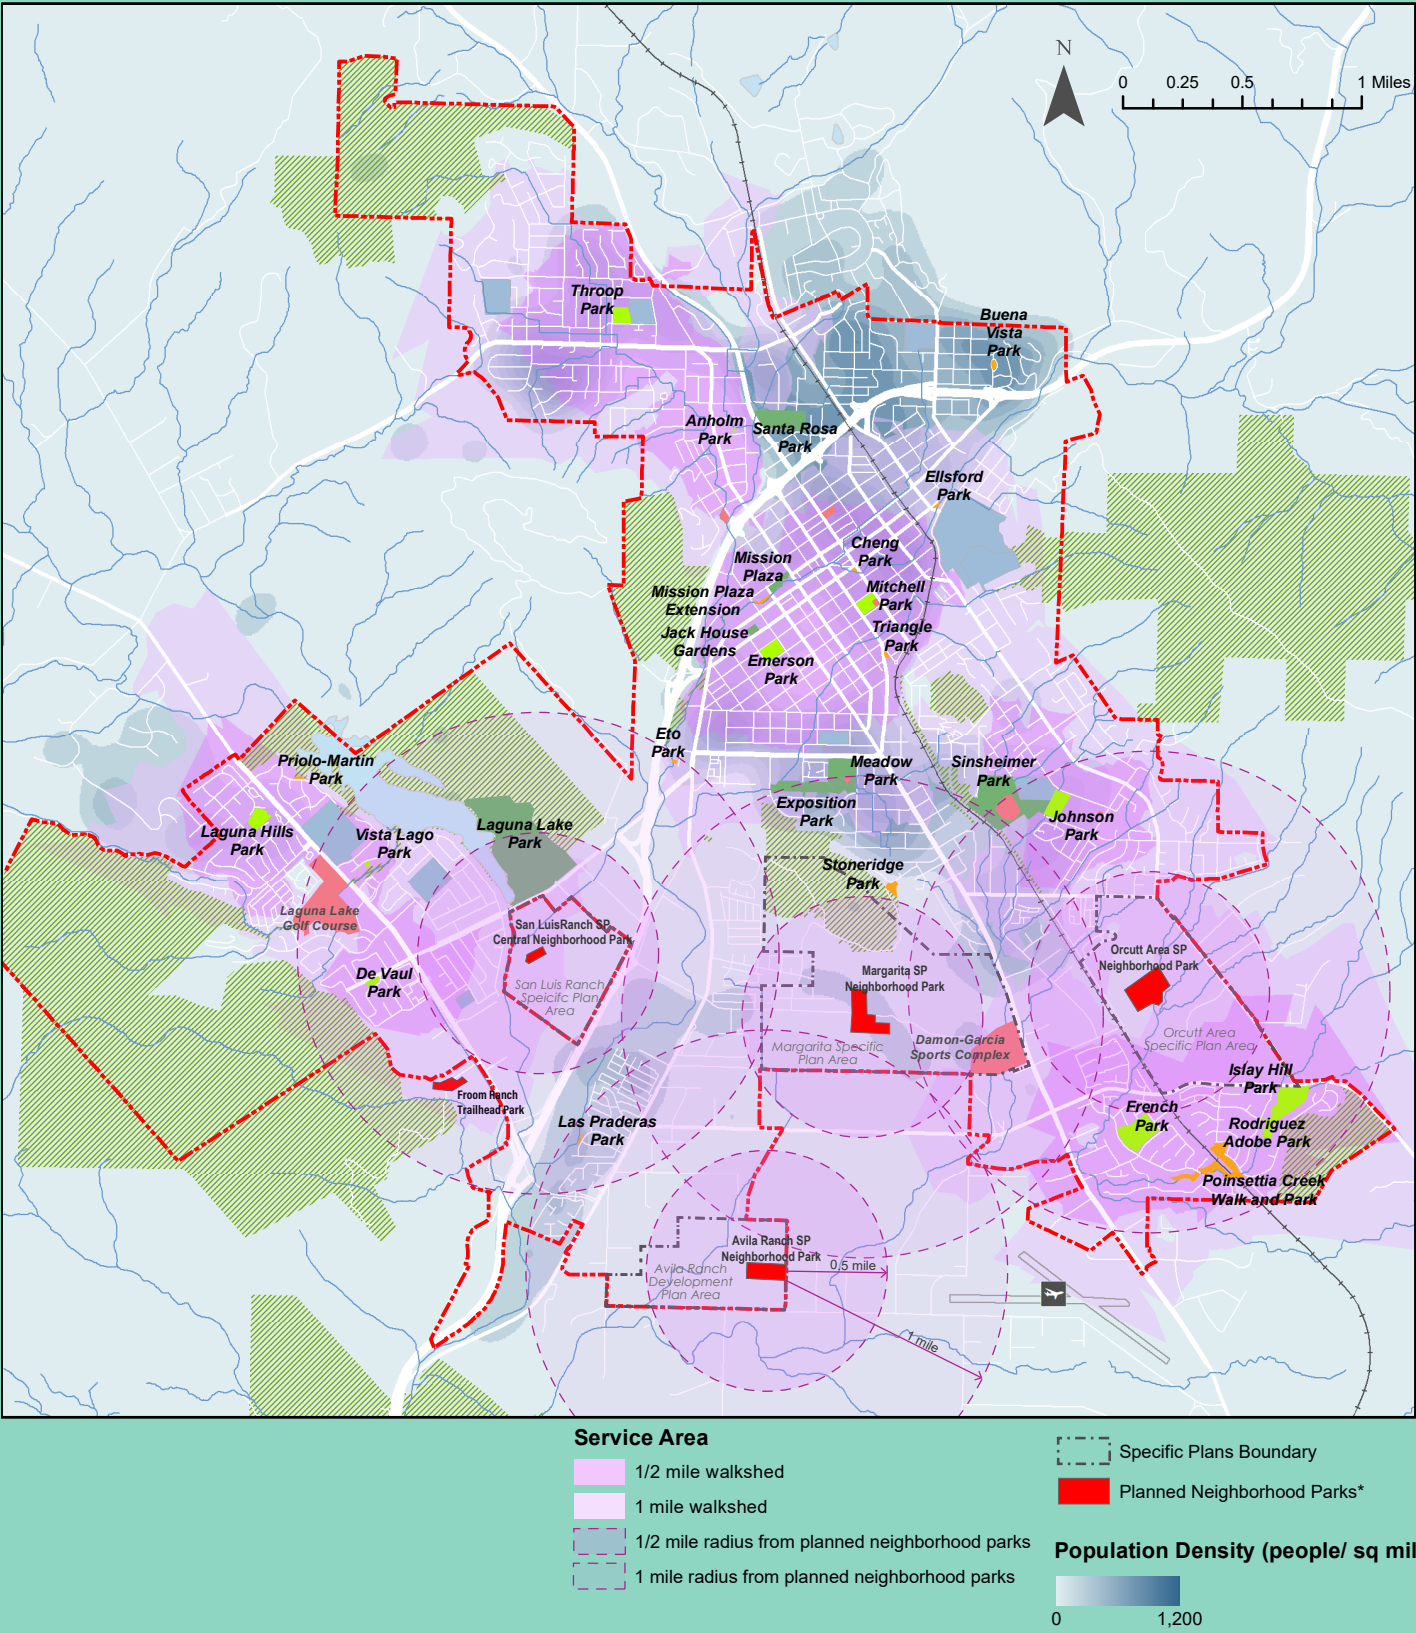 N
0 0.25 0.5 1 Miles
Throop
Park
Buena
Vista
Park
Anholm
Park
Santa Rosa
Park
Ellsford
Park
Cheng
Park
Mission
Plaza
Mission Plaza
Extension
Mitchell
Park
Jack House
Gardens
Triangle
Park
Emerson
Park
Eto
Park
Priolo-Martin
Park
Meadow
Park
Sinsheimer
Park
Exposition
Park
Johnson
Park
Laguna Hills
Park
Vista Lago
Park
Laguna Lake
Park
Stoneridge
Park
Laguna Lake
Golf Course
San LuisRanch SP
Central Neighborhood Park
De Vaul
Park
San Luis Ranch
Speicific Plan
Area
Margarita SP
Neighborhood Park
Orcutt Area SP
Neighborhood Park
Margarita Specific
Plan Area
Damon-Garcia
Sports Complex
Orcutt Area
Specific Plan Area
Froom Ranch
Trailhead Park
Islay Hill
Park
Las Praderas
Park
French
Park
Rodriguez
Adobe Park
Poinsettia Creek
Walk and Park
Avila Ranch SP
Neighborhood Park
Avila Ranch
Development
Plan Area
0.5 mile
1 mile
Service Area
1/2 mile walkshed
1 mile walkshed
1/2 mile radius from planned neighborhood parks
1 mile radius from planned neighborhood parks
Specific Plans Boundary
Planned Neighborhood Parks*
Population Density (people/ sq mil
0 1,200